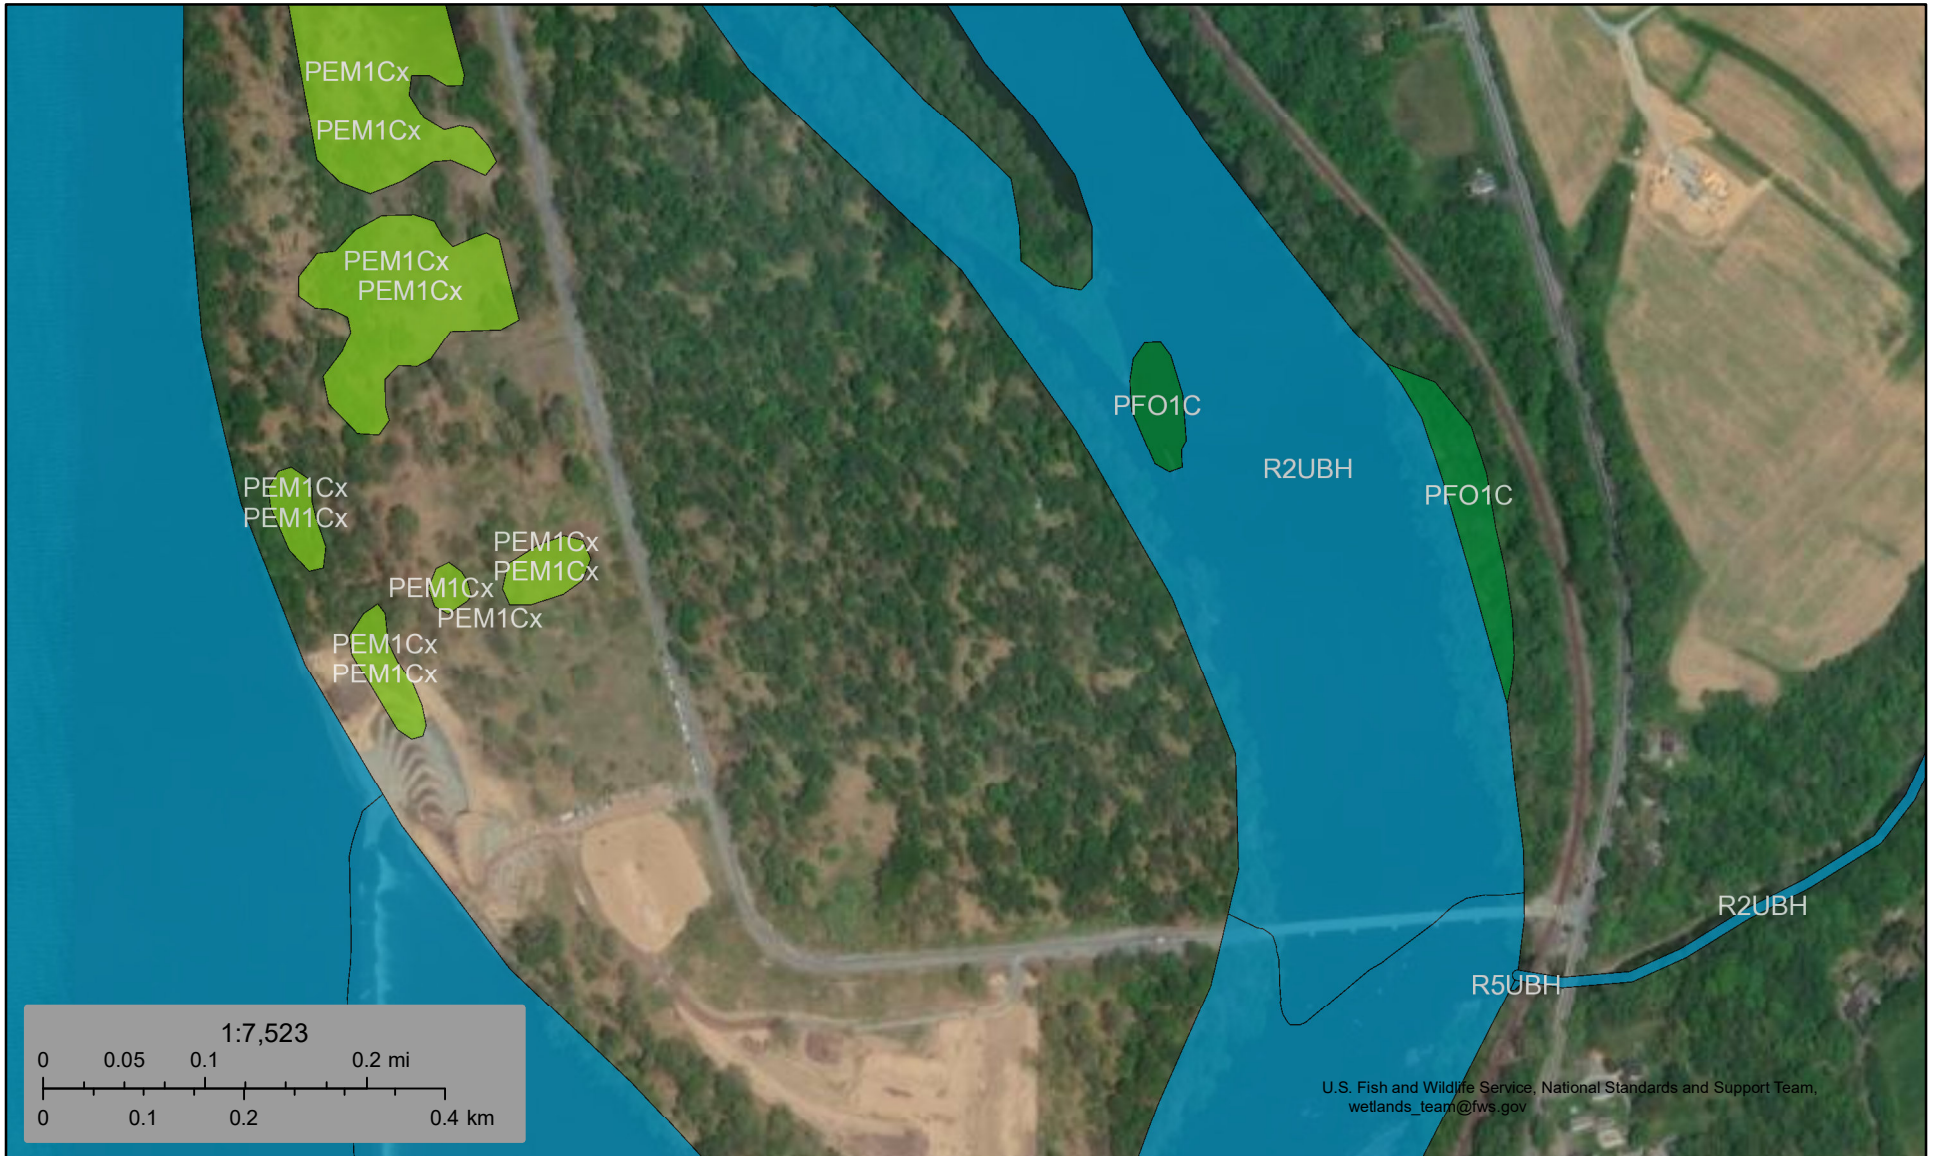 PEM1Cx
PEM1Cx
PEM1Cx
PEM1Cx
PFO1C
R2UBH
PEM1Cx
PFO1C
PEM1Cx
PEM1Cx
PEM1Cx
PEM1Cx
PEM1Cx
PEM1Cx
PEM1Cx
R2UBH
R5UBH
1:7,523
0 0.05 0.1 0.2 mi
0 0.1 0.2 0.4 km
U.S. Fish and Wildlife Service, National Standards and Support Team,
wetlands_team@fws.gov